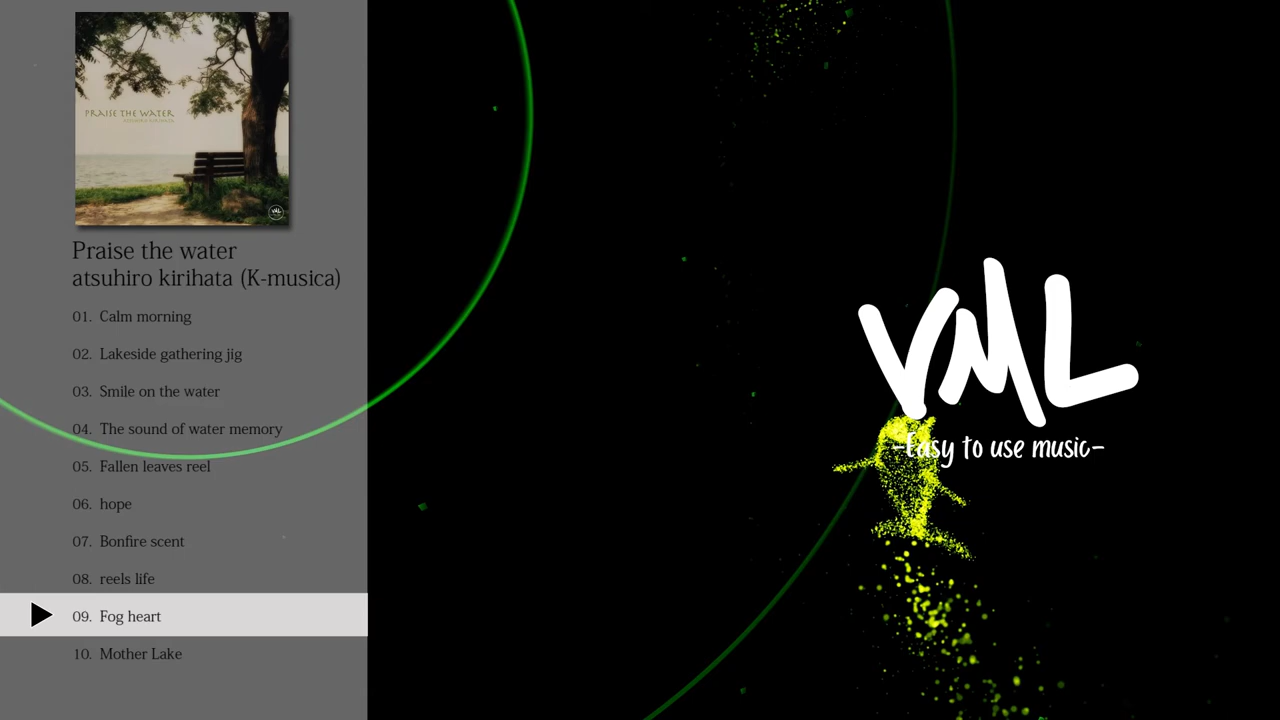 PRAISE THE WATER
Praise the water
atsuhiro kirihata (K-musica)
01. Calm morning
02. Lakeside gathering jig
03. Smile on the water
04. The sound of water memory
05. Fallen leaves reel
06. hope
07. Bonfire scent
08. reels life
09. Fog heart
10. Mother Lake
VML
-Easy to use music-